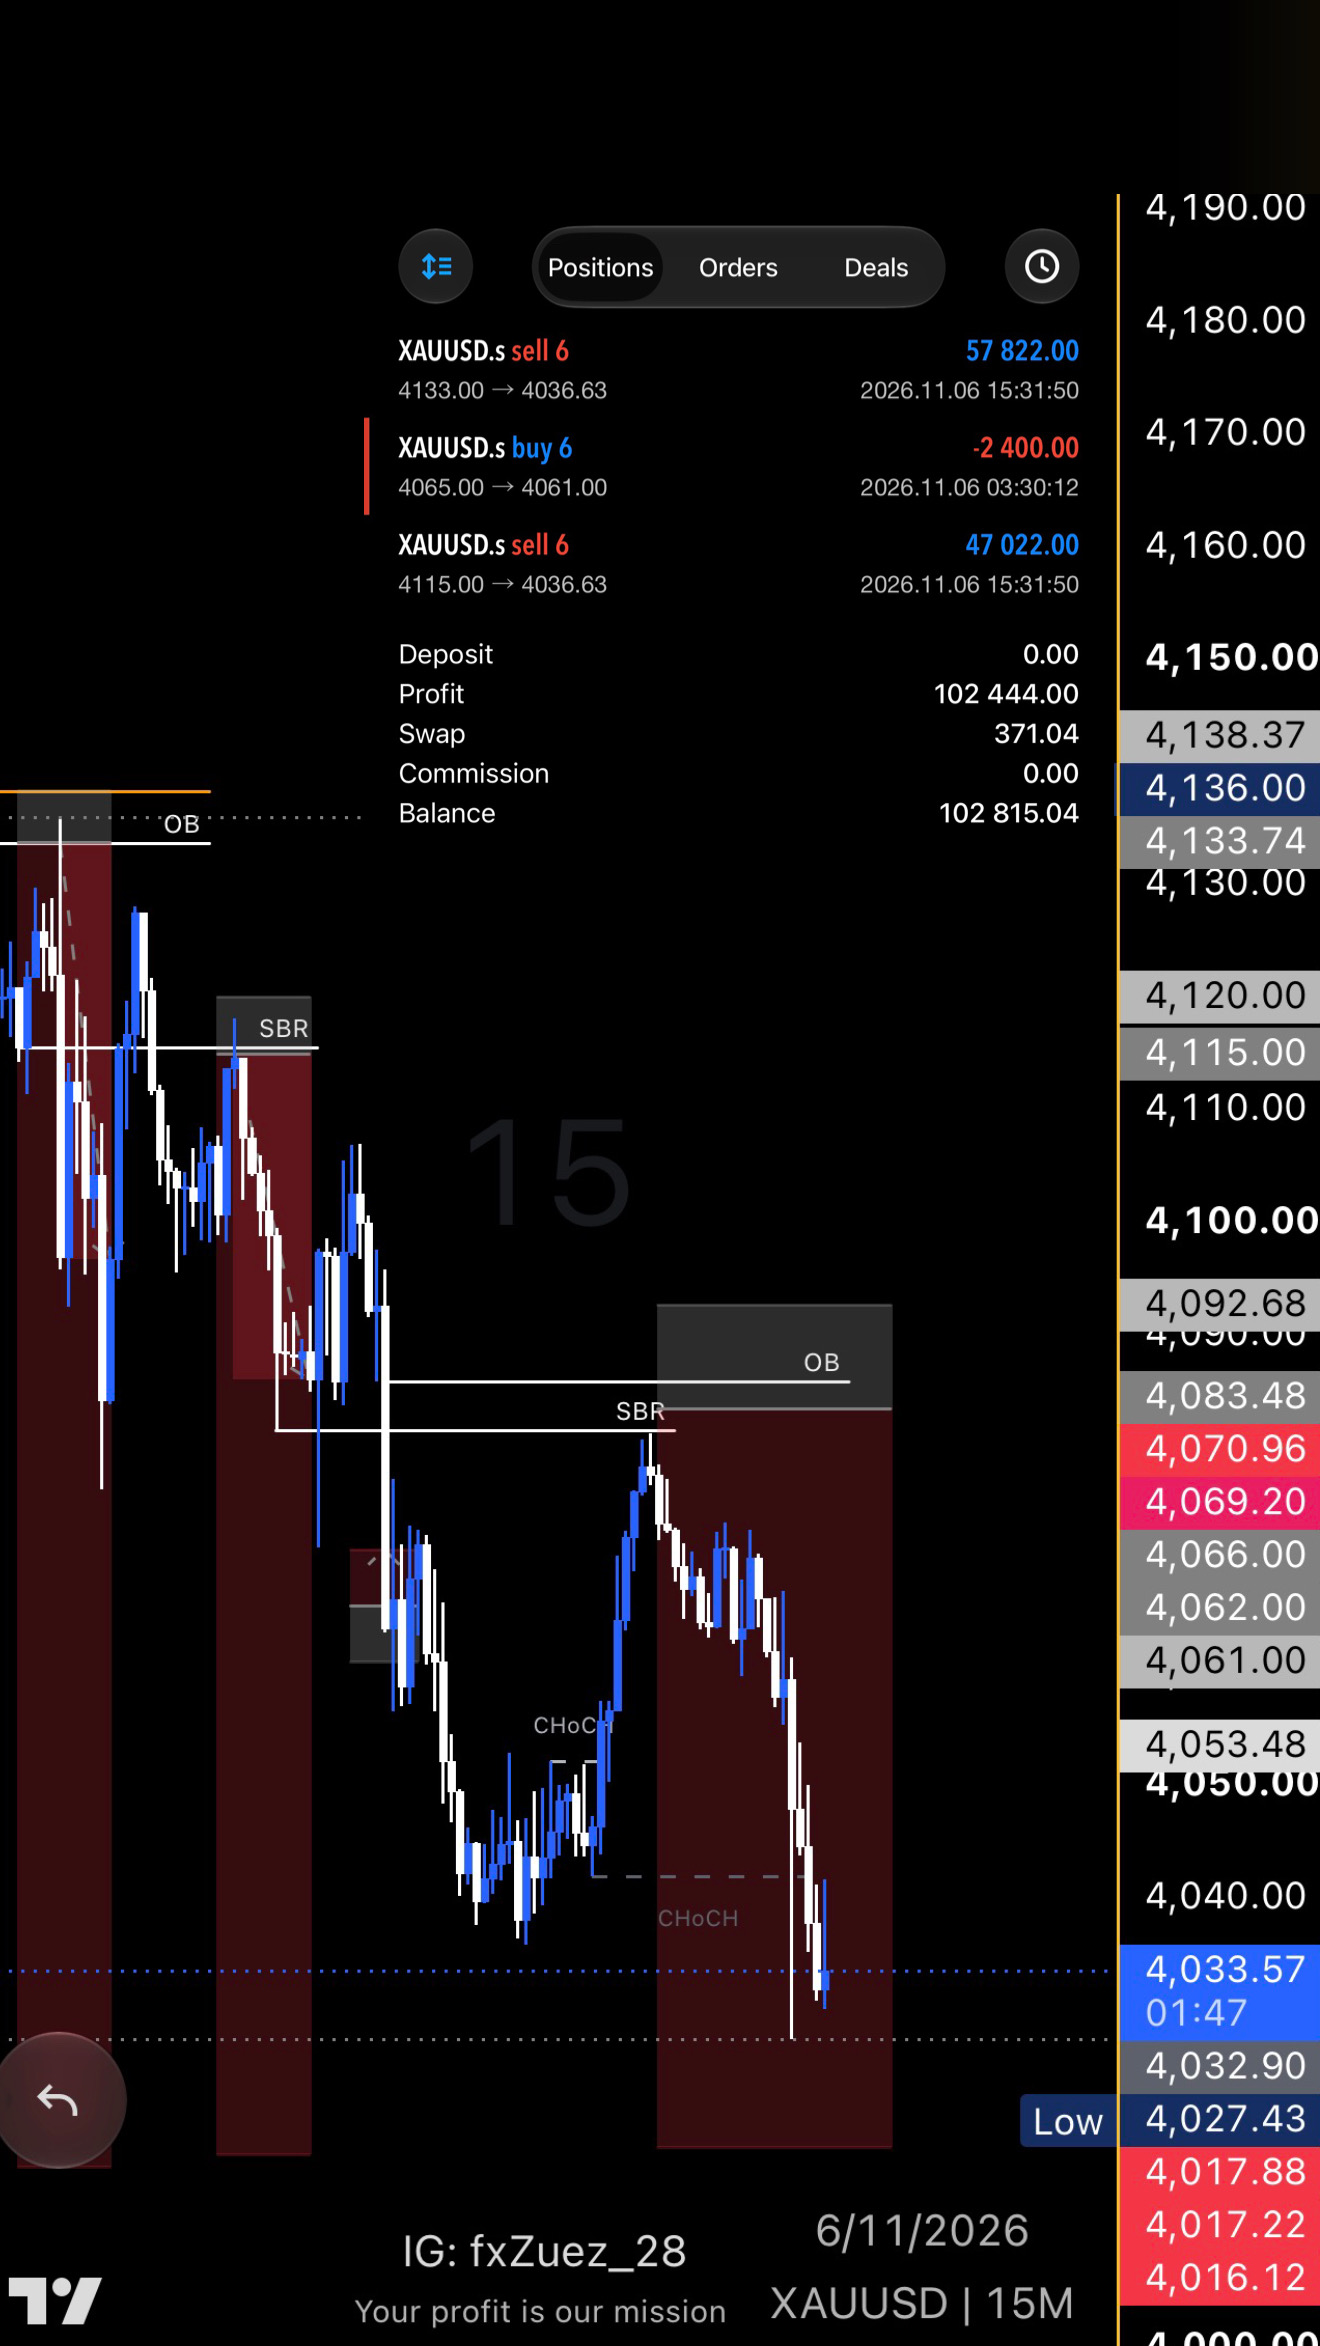 Positions
Orders
Deals
XAUUSD.s sell 6
57 822.00
4133.00 → 4036.63
2026.11.06 15:31:50
XAUUSD.s buy 6
-2 400.00
4065.00 → 4061.00
2026.11.06 03:30:12
XAUUSD.s sell 6
47 022.00
4115.00 → 4036.63
2026.11.06 15:31:50
Deposit
0.00
Profit
102 444.00
Swap
371.04
Commission
0.00
Balance
102 815.04
OB
SBR
15
OB
SBR
CHoCH
CHoCH
4,190.00
4,180.00
4,170.00
4,160.00
4,150.00
4,138.37
4,136.00
4,133.74
4,130.00
4,120.00
4,115.00
4,110.00
4,100.00
4,092.68
4,090.00
4,083.48
4,070.96
4,069.20
4,066.00
4,062.00
4,061.00
4,053.48
4,050.00
4,040.00
4,033.57
01:47
4,032.90
Low 4,027.43
4,017.88
4,017.22
4,016.12
4,000.00
IG: fxZuez_28
Your profit is our mission
6/11/2026
XAUUSD | 15M